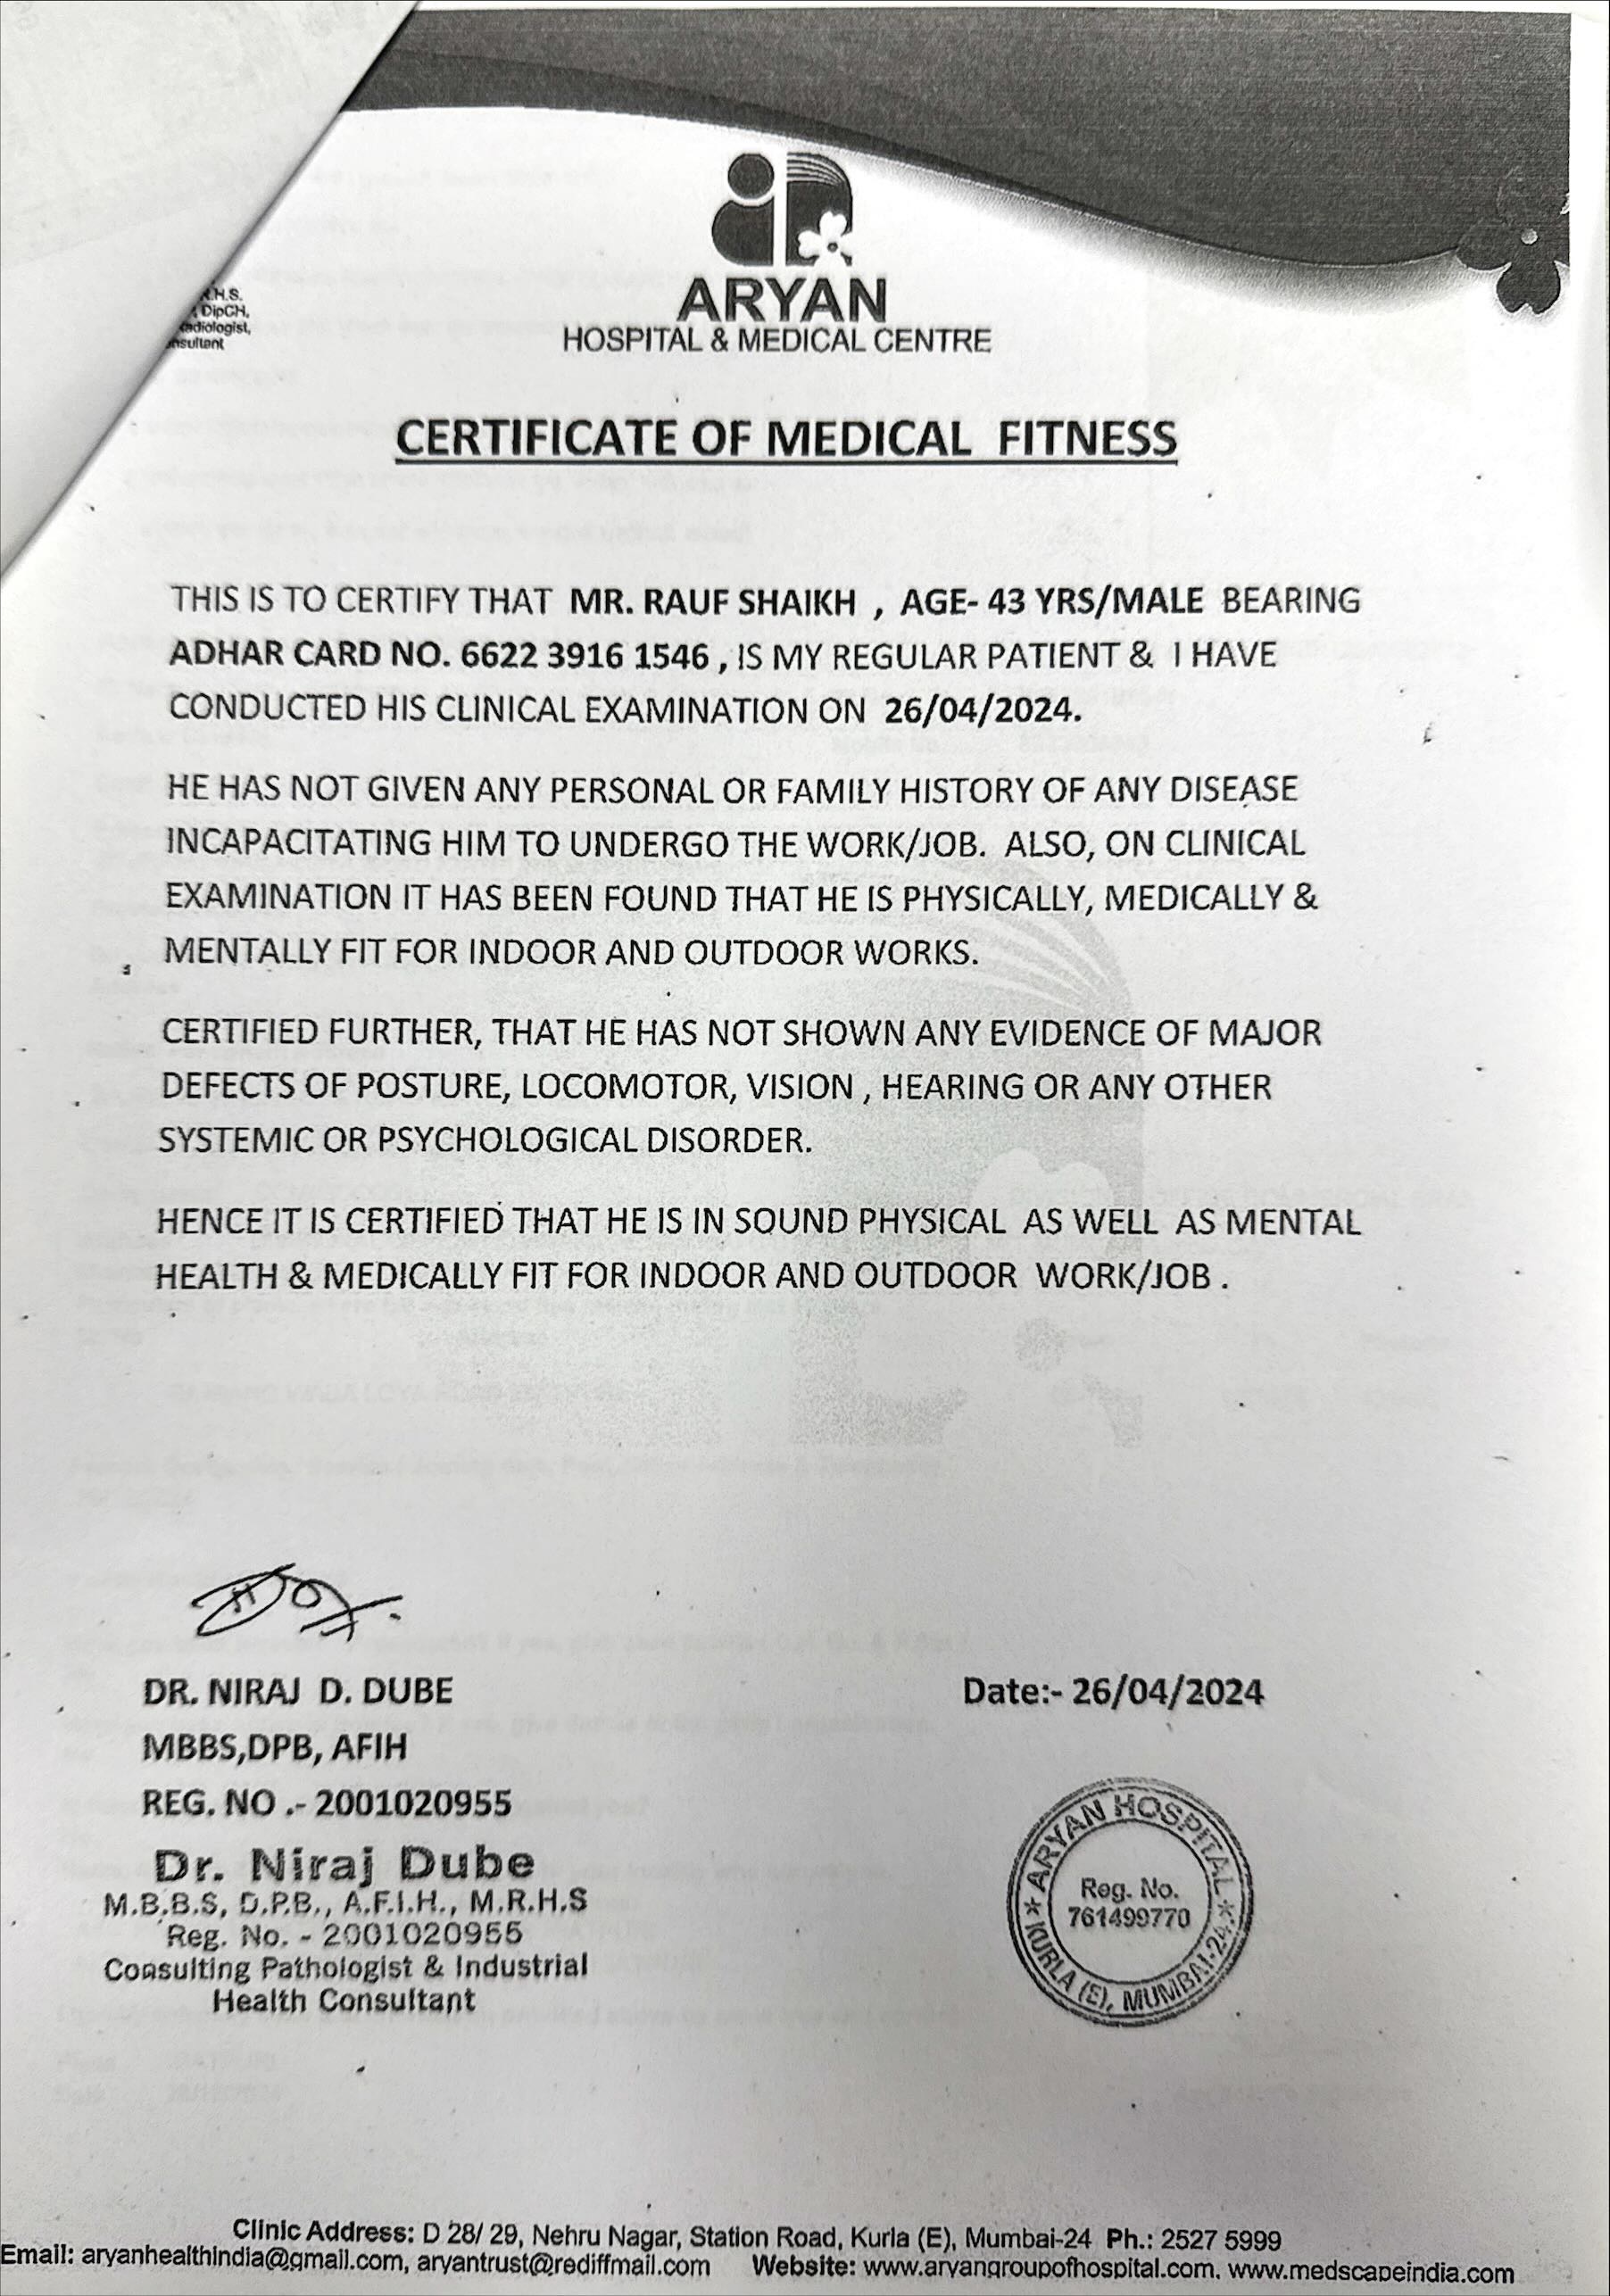 R.H.S.
DipCH,
Radiologist,
Consultant
ARYAN
HOSPITAL & MEDICAL CENTRE
CERTIFICATE OF MEDICAL FITNESS
THIS IS TO CERTIFY THAT MR. RAUF SHAIKH , AGE- 43 YRS/MALE BEARING
ADHAR CARD NO. 6622 3916 1546 , IS MY REGULAR PATIENT & I HAVE
CONDUCTED HIS CLINICAL EXAMINATION ON 26/04/2024.
HE HAS NOT GIVEN ANY PERSONAL OR FAMILY HISTORY OF ANY DISEASE
INCAPACITATING HIM TO UNDERGO THE WORK/JOB. ALSO, ON CLINICAL
EXAMINATION IT HAS BEEN FOUND THAT HE IS PHYSICALLY, MEDICALLY &
MENTALLY FIT FOR INDOOR AND OUTDOOR WORKS.
CERTIFIED FURTHER, THAT HE HAS NOT SHOWN ANY EVIDENCE OF MAJOR
DEFECTS OF POSTURE, LOCOMOTOR, VISION , HEARING OR ANY OTHER
SYSTEMIC OR PSYCHOLOGICAL DISORDER.
HENCE IT IS CERTIFIED THAT HE IS IN SOUND PHYSICAL AS WELL AS MENTAL
HEALTH & MEDICALLY FIT FOR INDOOR AND OUTDOOR WORK/JOB .
DR. NIRAJ D. DUBE
MBBS,DPB, AFIH
REG. NO .- 2001020955
Date:- 26/04/2024
Dr. Niraj Dube
M.B.B.S, D.P.B., A.F.I.H., M.R.H.S
Reg. No. - 2001020955
Consulting Pathologist & Industrial
Health Consultant
ARYAN HOSPITAL
Reg. No.
761499770
KURLA (E), MUMBAI-24.
Clinic Address: D 28/ 29, Nehru Nagar, Station Road, Kurla (E), Mumbai-24 Ph.: 2527 5999
Email: aryanhealthindia@gmail.com, aryantrust@rediffmail.com Website: www.aryangroupofhospital.com, www.medscapeindia.com